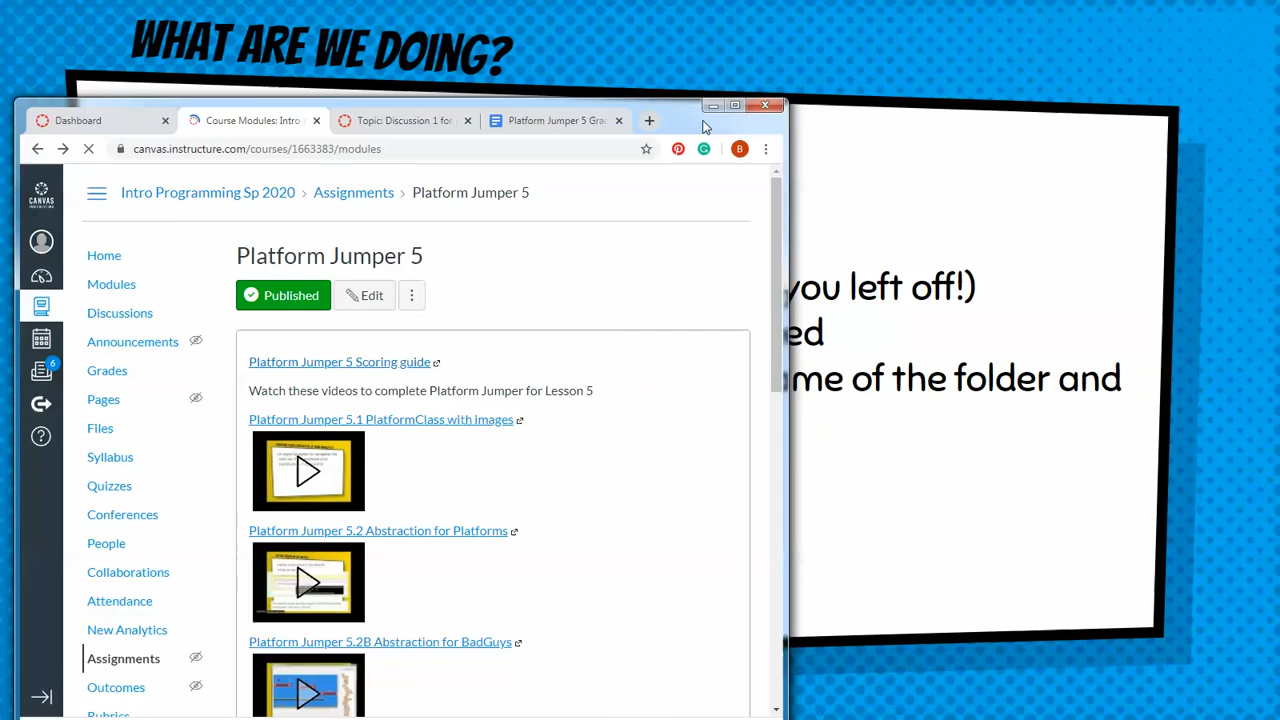 WHAT ARE WE DOING?
Dashboard
Course Modules: Intro
Topic: Discussion 1 for
Platform Jumper 5 Grac
canvas.instructure.com/courses/1663383/modules
B
CANVAS
Intro Programming Sp 2020 > Assignments > Platform Jumper 5
Home
Modules
Discussions
Announcements
Grades
Pages
Files
Syllabus
Quizzes
Conferences
People
Collaborations
Attendance
New Analytics
Assignments
Outcomes
Rubrics
6
Platform Jumper 5
Published
Edit
Platform Jumper 5 Scoring guide
Watch these videos to complete Platform Jumper for Lesson 5
Platform Jumper 5.1 PlatformClass with images
Platform Jumper 5.2 Abstraction for Platforms
Platform Jumper 5.2B Abstraction for BadGuys
you left off!)
ed
me of the folder and